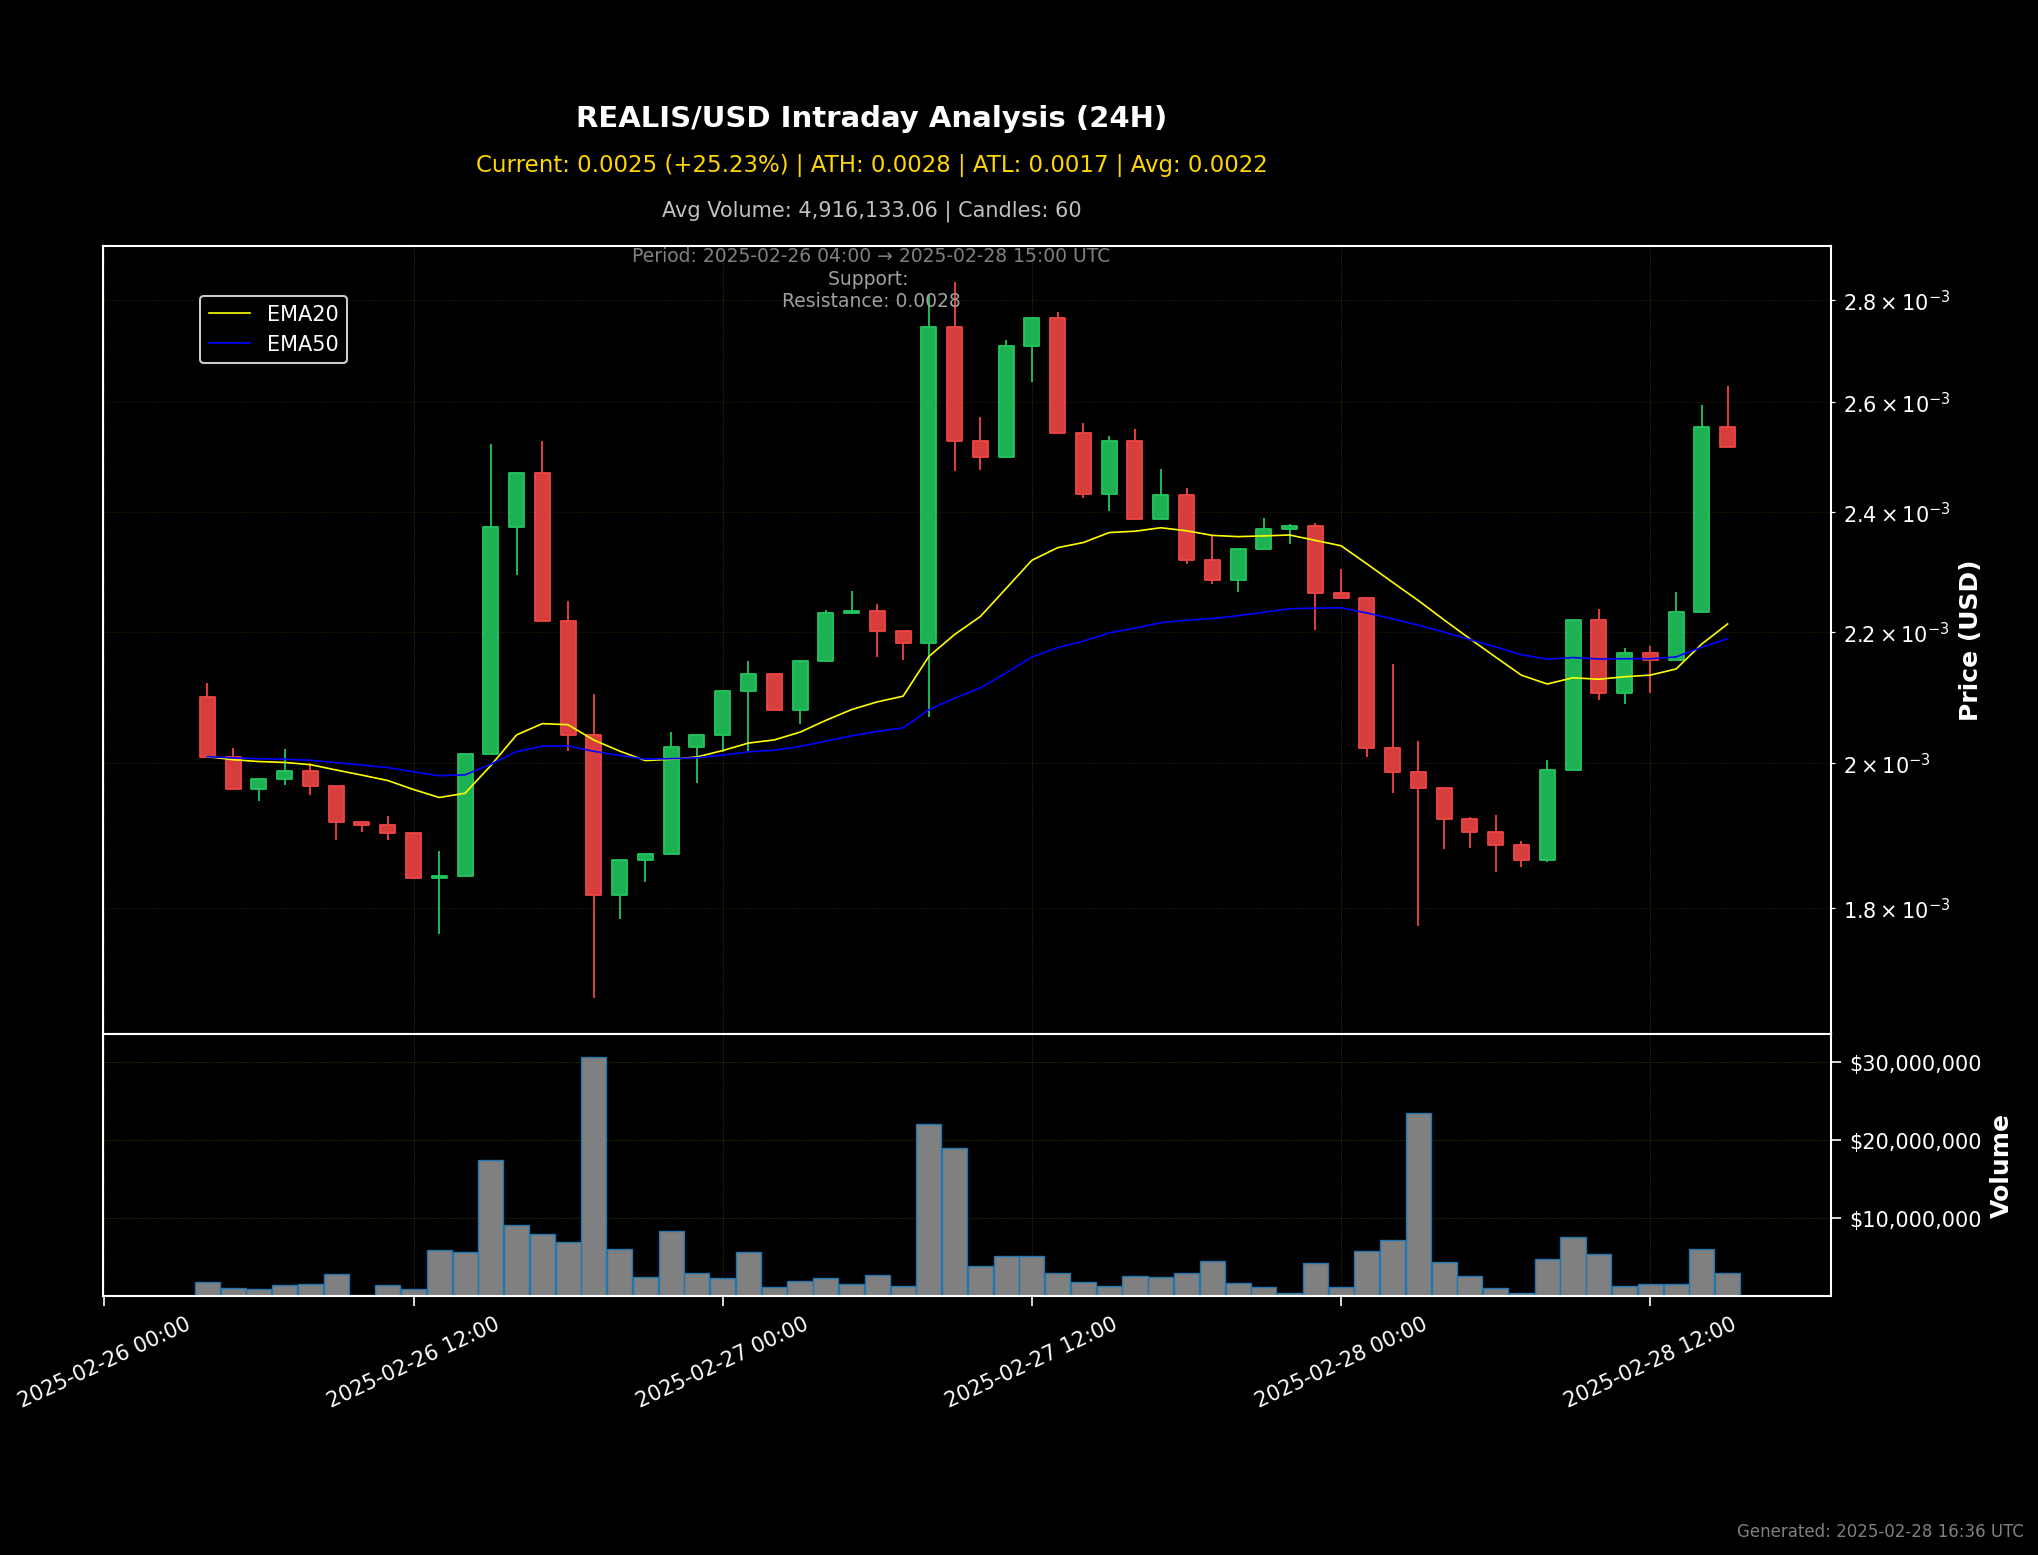 REALIS/USD Intraday Analysis (24H)
Current: 0.0025 (+25.23%) | ATH: 0.0028 | ATL: 0.0017 | Avg: 0.0022
Avg Volume: 4,916,133.06 | Candles: 60
Period: 2025-02-26 04:00 → 2025-02-28 15:00 UTC
Support:
Resistance: 0.0028
EMA20
EMA50
2.8 × 10⁻³
2.6 × 10⁻³
2.4 × 10⁻³
2.2 × 10⁻³
2 × 10⁻³
1.8 × 10⁻³
Price (USD)
$30,000,000
$20,000,000
$10,000,000
Volume
2025-02-26 00:00
2025-02-26 12:00
2025-02-27 00:00
2025-02-27 12:00
2025-02-28 00:00
2025-02-28 12:00
Generated: 2025-02-28 16:36 UTC